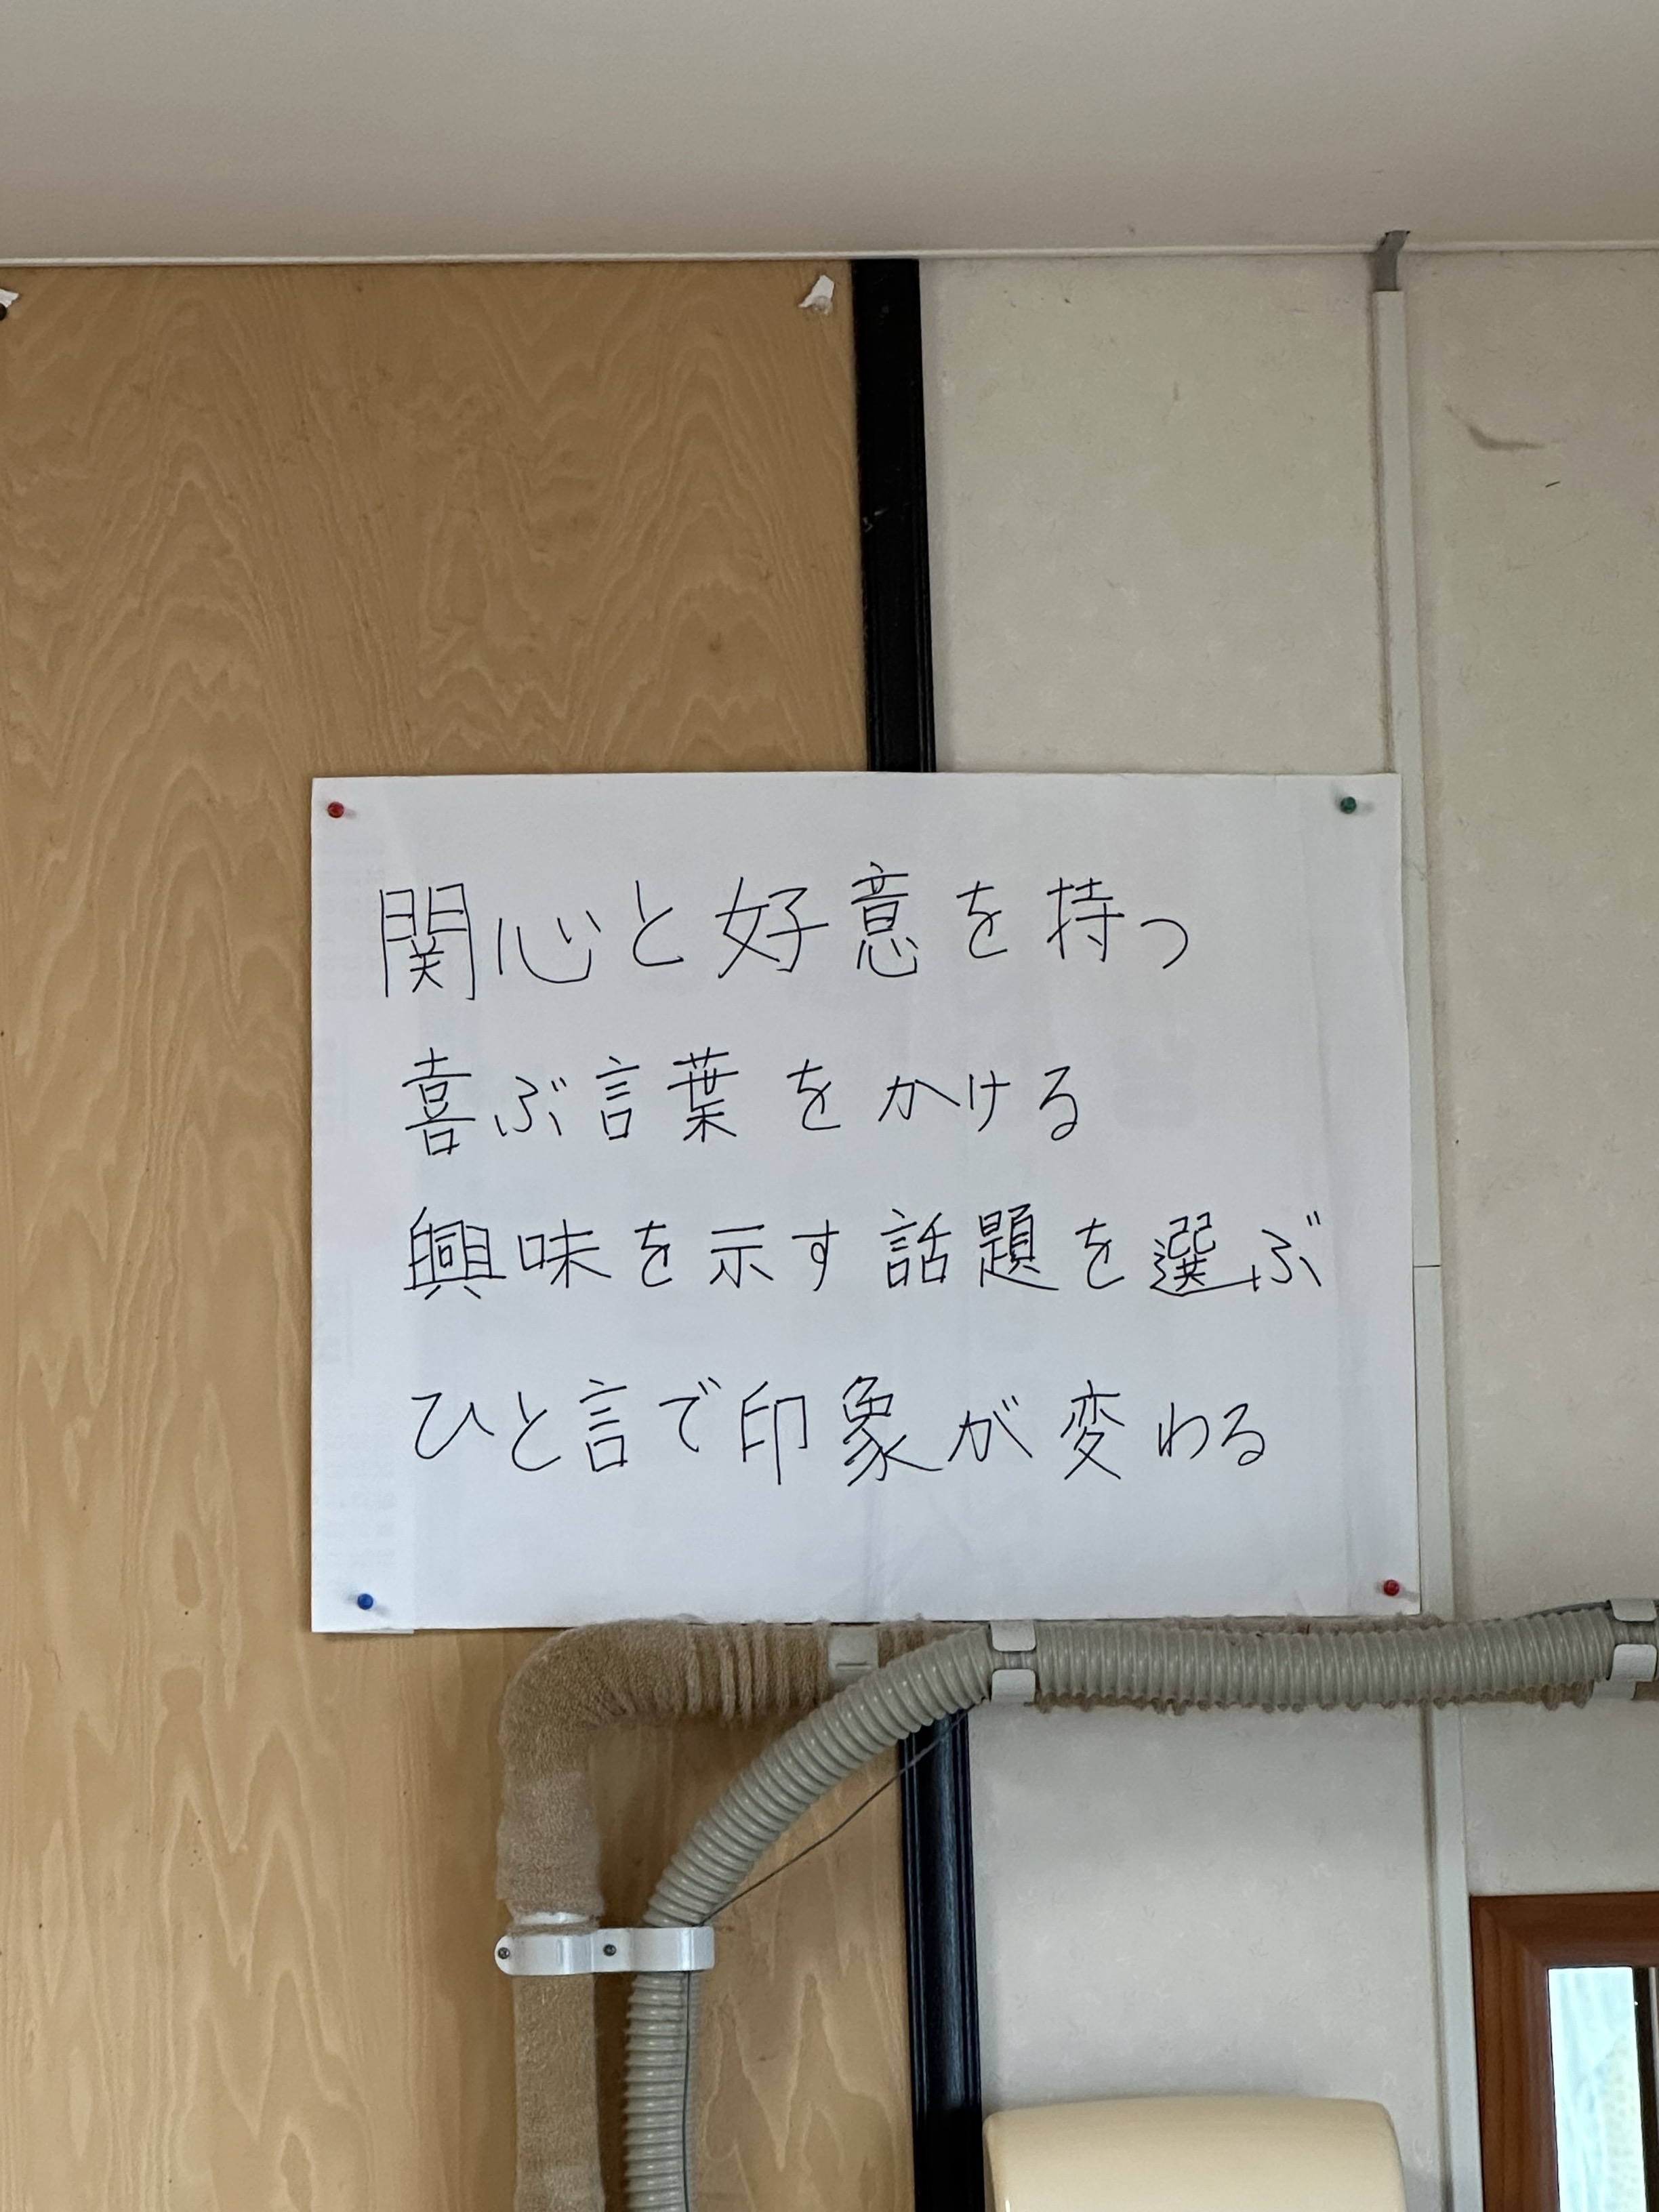 関心と好意を持つ
喜ぶ言葉をかける
興味を示す話題を選ぶ
ひと言で印象が変わる